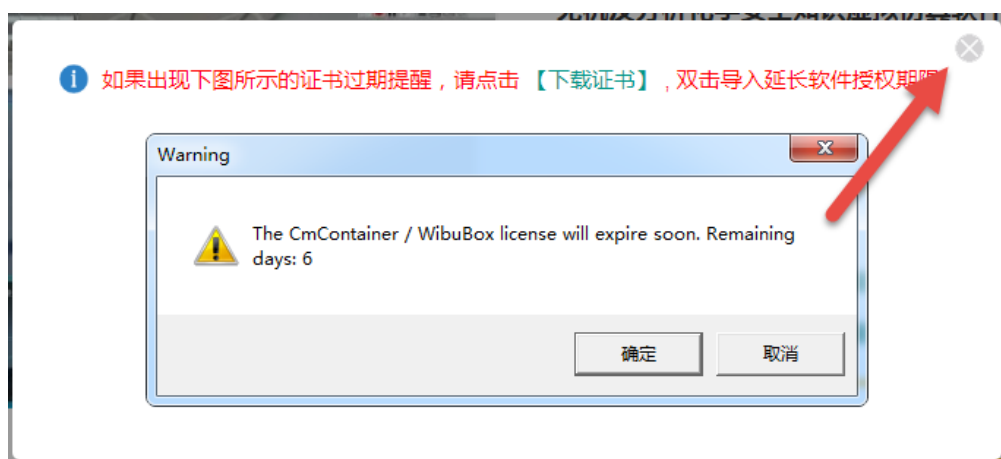 如果出现下图所示的证书过期提醒，请点击 【下载证书】 ，双击导入延长软件授权期限
Warning
The CmContainer / WibuBox license will expire soon. Remaining
days: 6
确定
取消